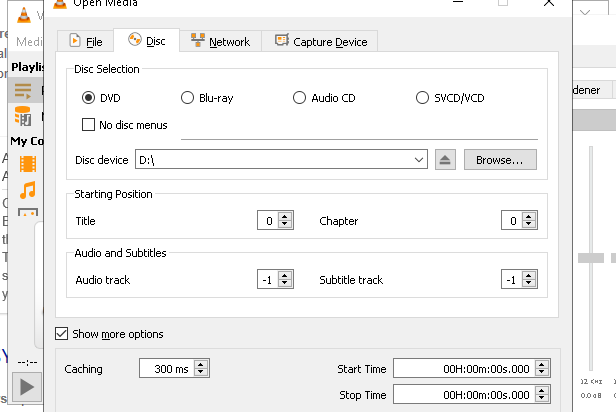 Open Media
Medi
File
Disc
Network
Capture Device
Playlis
My Co
Disc Selection
DVD
Blu-ray
Audio CD
SVCD/VCD
No disc menus
Disc device
D:\
Browse...
Starting Position
Title
0
Chapter
0
Audio and Subtitles
Audio track
-1
Subtitle track
-1
Show more options
Caching
300 ms
Start Time
00H:00m:00s.000
Stop Time
00H:00m:00s.000
--:--
dener
12 KHz
0.0 dB